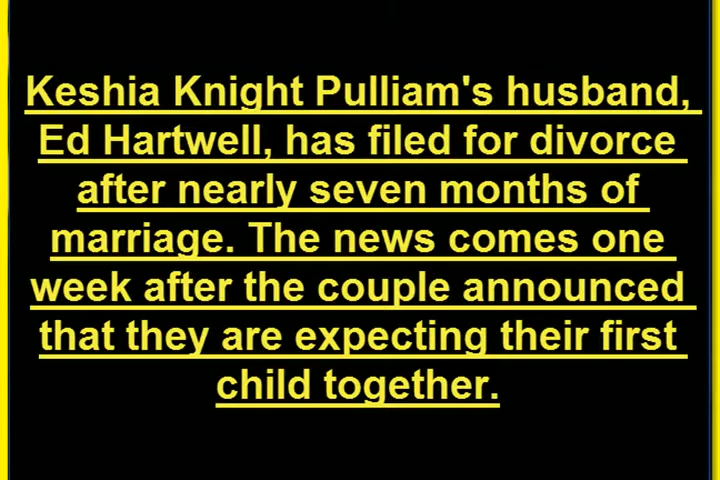 Keshia Knight Pulliam's husband,
Ed Hartwell, has filed for divorce
after nearly seven months of
marriage. The news comes one
week after the couple announced
that they are expecting their first
child together.